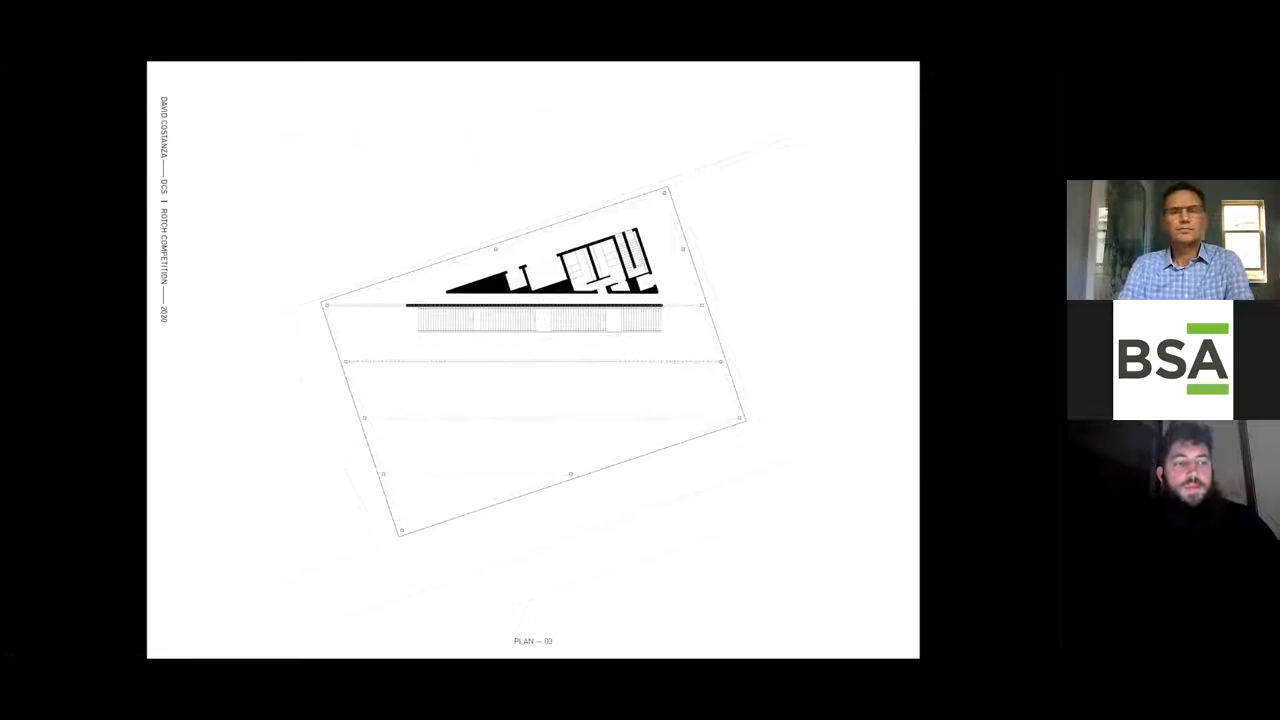 DAVID COSTANZA — DCS | ROTCH COMPETITION — 2020
PLAN — 03
BSA